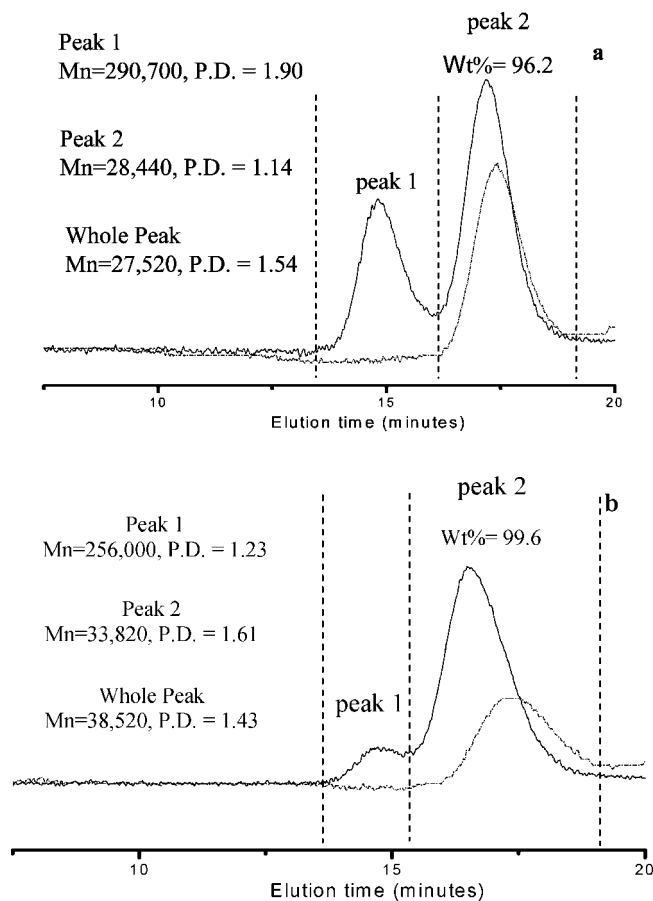 peak 2
Peak 1
Mn=290,700, P.D. = 1.90
Wt%= 96.2
a
Peak 2
Mn=28,440, P.D. = 1.14
peak 1
Whole Peak
Mn=27,520, P.D. = 1.54
10
15
20
Elution time (minutes)
peak 2
b
Peak 1
Mn=256,000, P.D. = 1.23
Wt%= 99.6
Peak 2
Mn=33,820, P.D. = 1.61
Whole Peak
Mn=38,520, P.D. = 1.43
peak 1
10
15
20
Elution time (minutes)